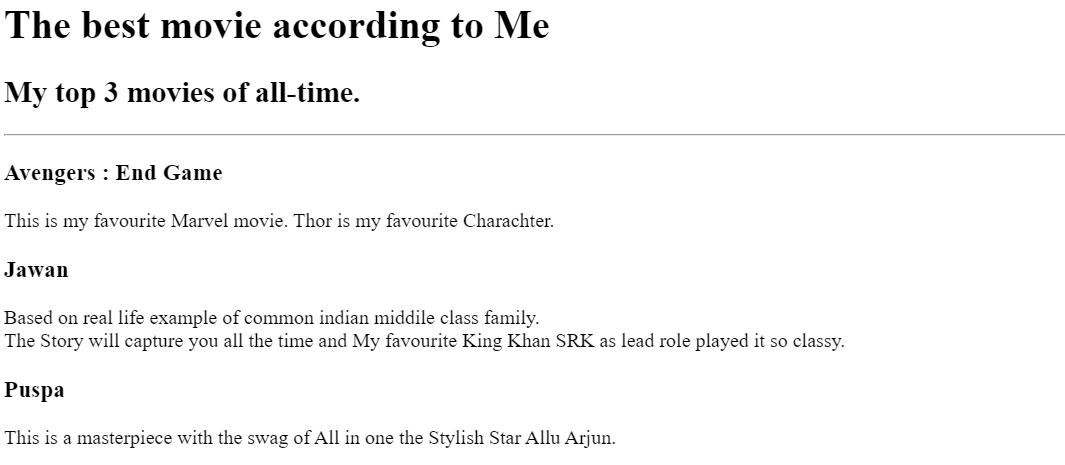 The best movie according to Me
My top 3 movies of all-time.
Avengers : End Game
This is my favourite Marvel movie. Thor is my favourite Charachter.
Jawan
Based on real life example of common indian middile class family.
The Story will capture you all the time and My favourite King Khan SRK as lead role played it so classy.
Puspa
This is a masterpiece with the swag of All in one the Stylish Star Allu Arjun.